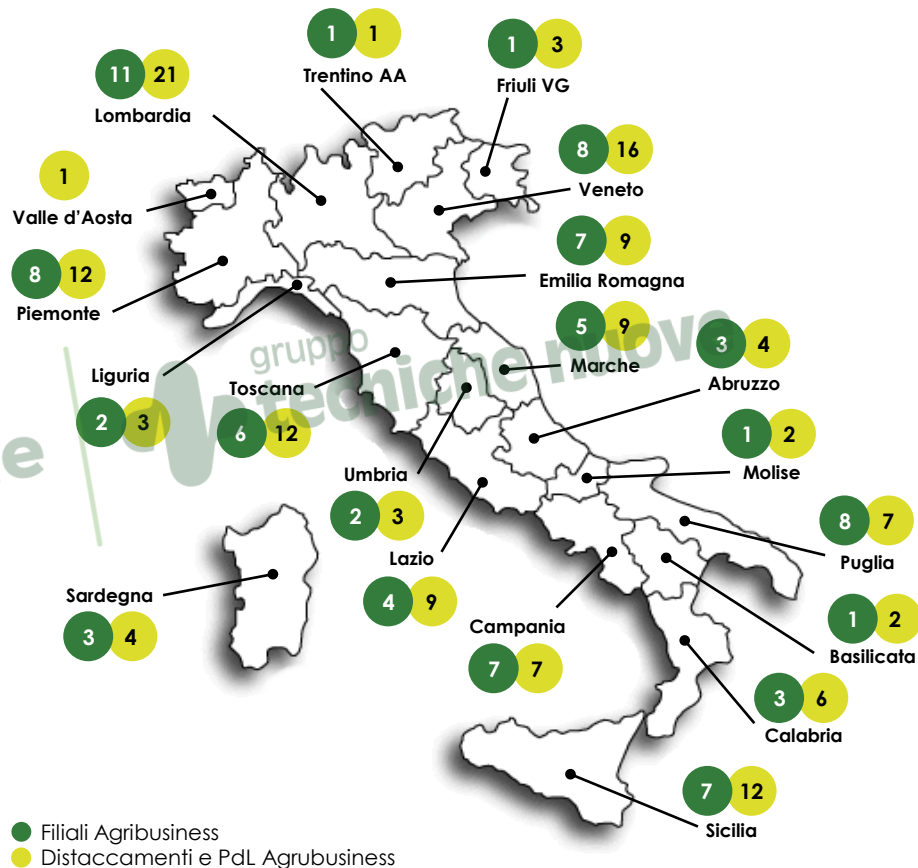 1 1
Trentino AA
1 3
Friuli VG
11 21
Lombardia
8 16
Veneto
1
Valle d'Aosta
7 9
Emilia Romagna
8 12
Piemonte
5 9
Marche
3 4
Abruzzo
gruppo
tecniche nuove
Liguria
2 3
Toscana
6 12
1 2
Molise
e
Umbria
2 3
8 7
Puglia
Lazio
4 9
Sardegna
3 4
Campania
7 7
1 2
Basilicata
3 6
Calabria
7 12
Sicilia
Filiali Agribusiness
Distaccamenti e PdL Agrubusiness